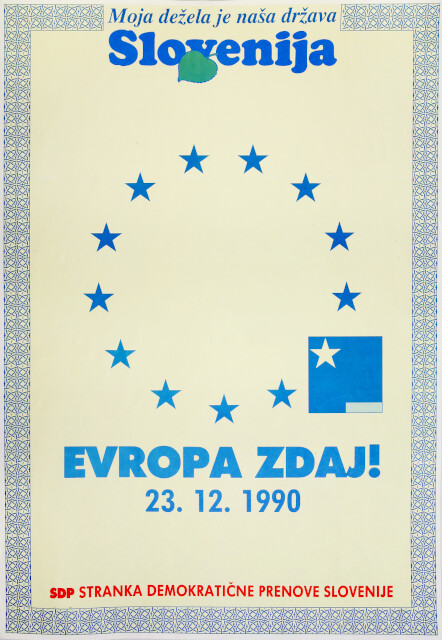 Moja dežela je naša država
Slovenija
EVROPA ZDAJ!
23. 12. 1990
SDP STRANKA DEMOKRATIČNE PRENOVE SLOVENIJE